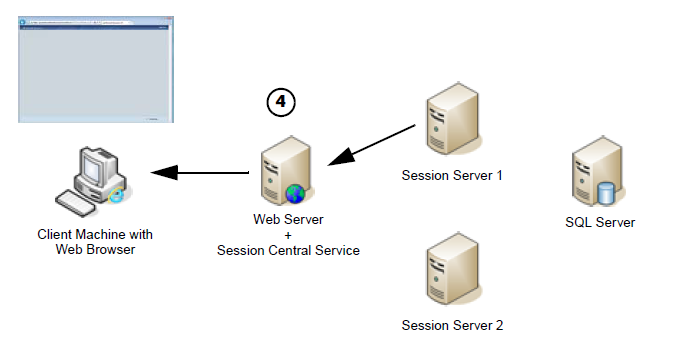 4
Session Server 1
Web Server
+
Session Central Service
SQL Server
Client Machine with
Web Browser
Session Server 2